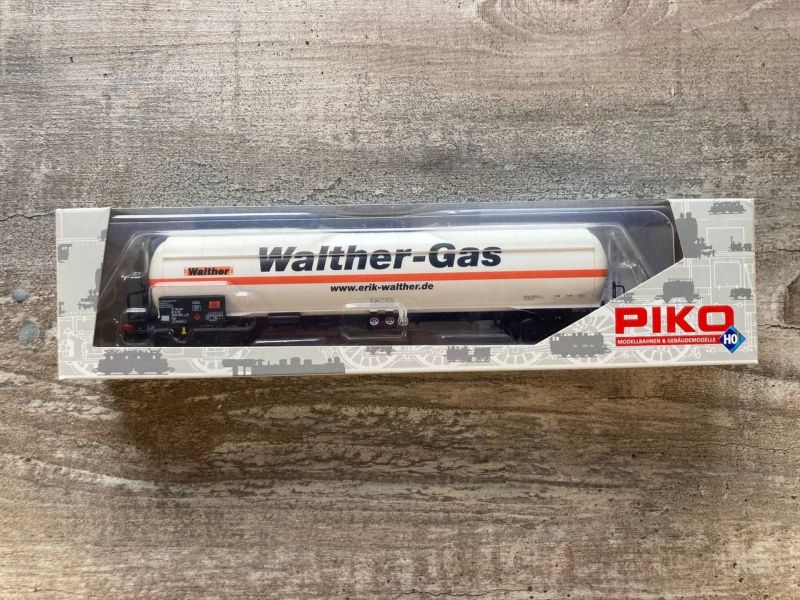 Walther-Gas
Walther
www.erik-walther.de
PIKO
MODELLBAHNEN & GEBÄUDEMODELLE
H0